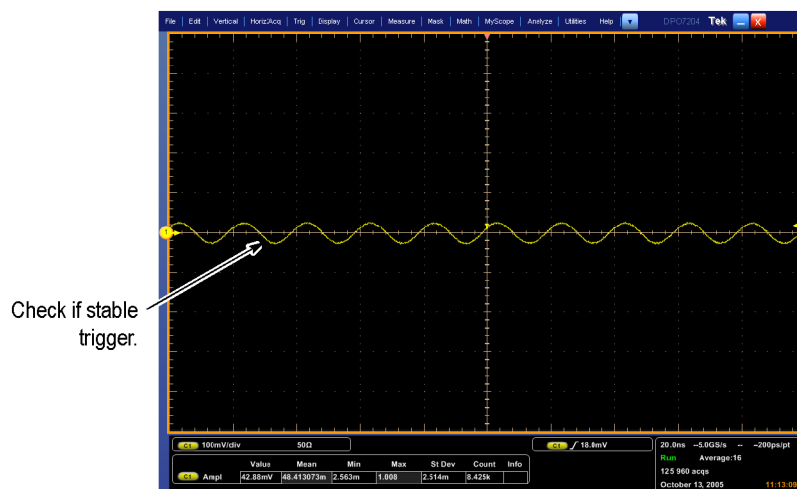 File | Edit | Vertical | Horiz/Acq | Trig | Display | Cursor | Measure | Mask | Math | MyScope | Analyze | Utilities | Help
DPO7204 Tek X
1
Check if stable
trigger.
C1 100mV/div 50Ω
C1 18.0mV
20.0ns --5.0GS/s -- --200ps/pt
Run Average:16
125 960 acqs
October 13, 2005 11:13:09
Value Mean Min Max St Dev Count Info
C1 Ampl 42.88mV 48.413073m 2.563m 1.008 2.514m 8.425k